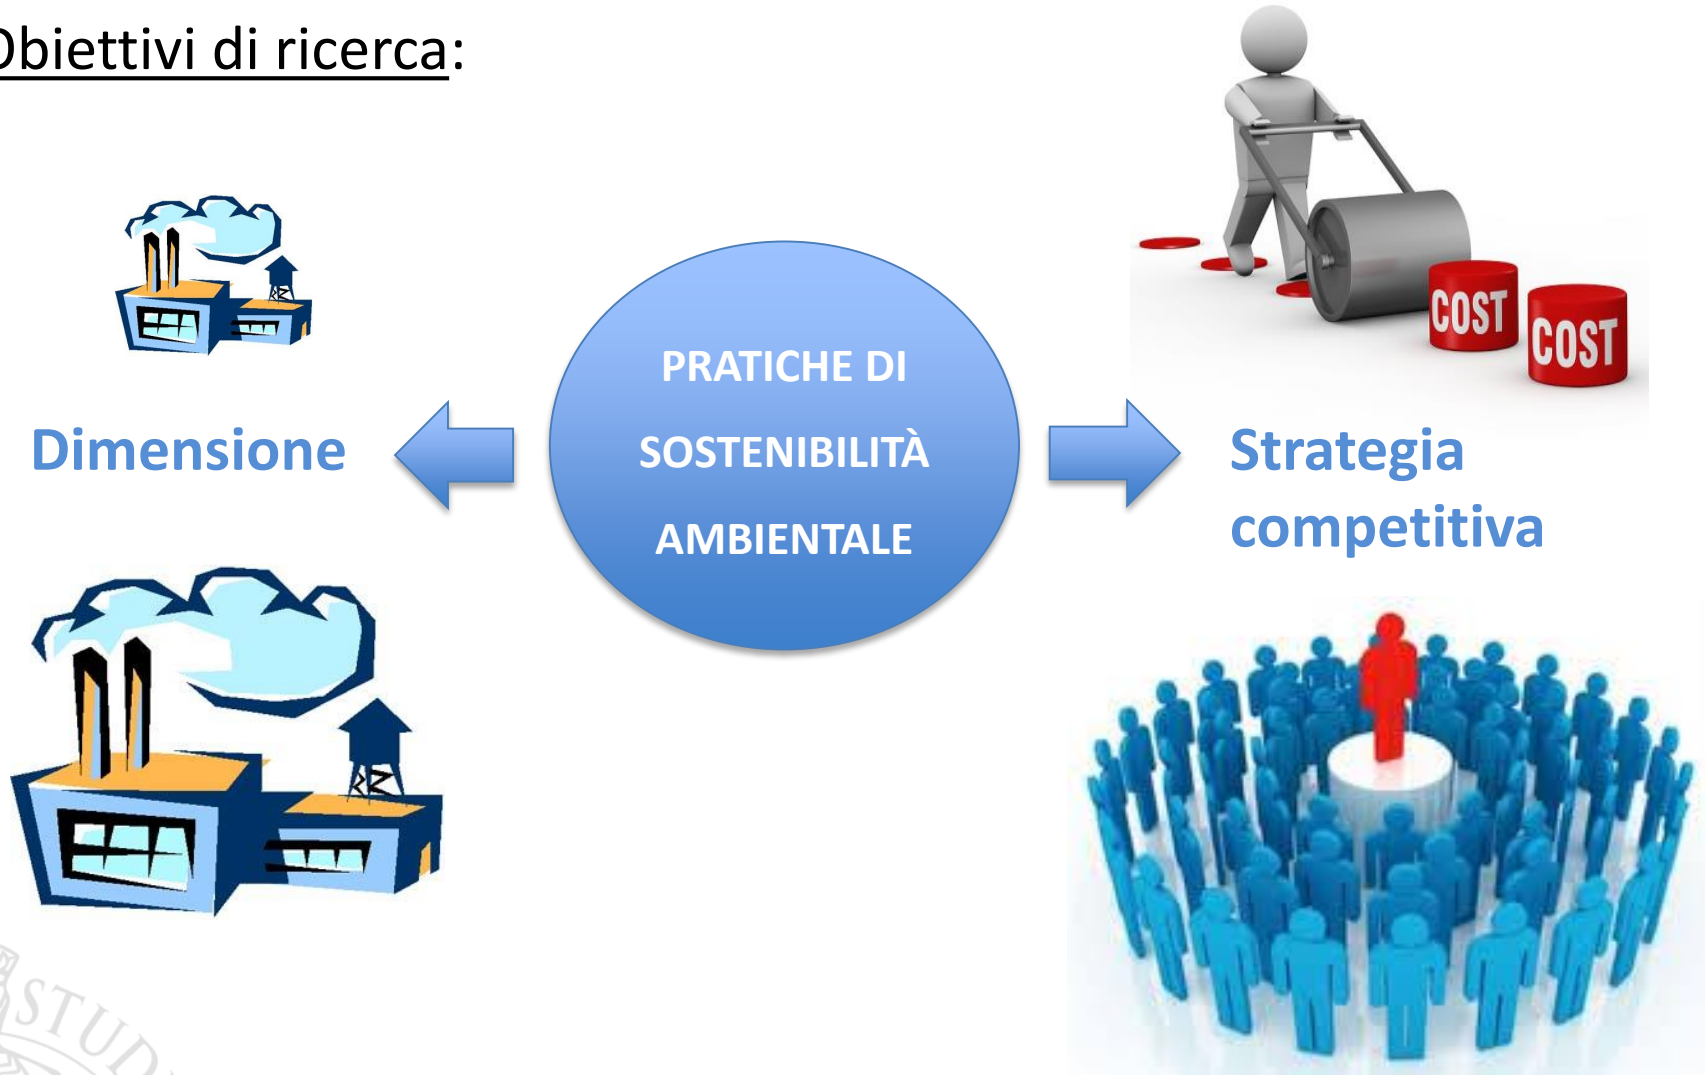 Obiettivi di ricerca:
COST
COST
PRATICHE DI
SOSTENIBILITÀ
AMBIENTALE
Dimensione
Strategia
competitiva